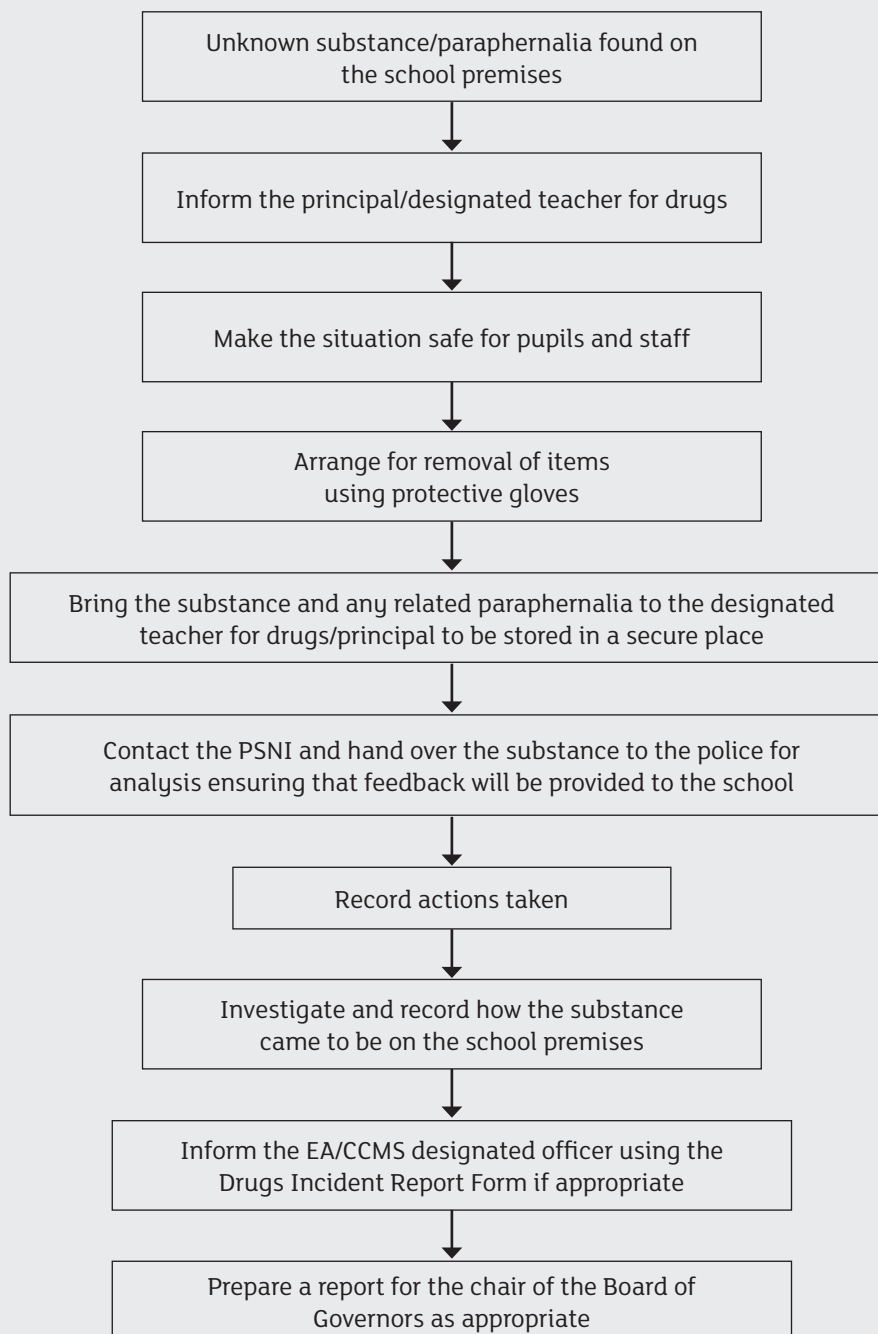 Unknown substance/paraphernalia found on
the school premises
Inform the principal/designated teacher for drugs
Make the situation safe for pupils and staff
Arrange for removal of items
using protective gloves
Bring the substance and any related paraphernalia to the designated
teacher for drugs/principal to be stored in a secure place
Contact the PSNI and hand over the substance to the police for
analysis ensuring that feedback will be provided to the school
Record actions taken
Investigate and record how the substance
came to be on the school premises
Inform the EA/CCMS designated officer using the
Drugs Incident Report Form if appropriate
Prepare a report for the chair of the Board of
Governors as appropriate